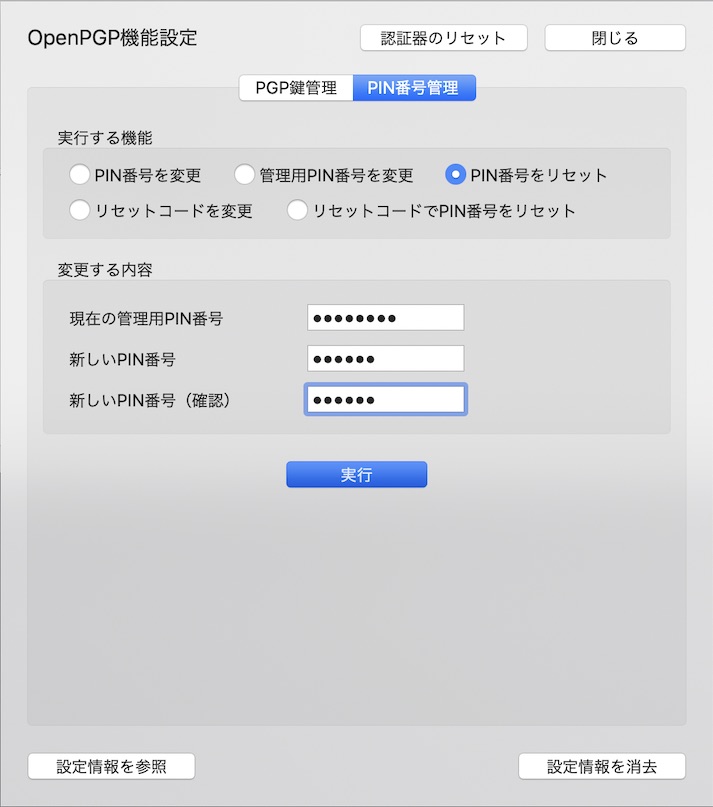 OpenPGP機能設定 認証器のリセット 閉じる
PGP鍵管理 PIN番号管理
実行する機能
PIN番号を変更 管理用PIN番号を変更 PIN番号をリセット
リセットコードを変更 リセットコードでPIN番号をリセット
変更する内容
現在の管理用PIN番号 ●●●●●●●●
新しいPIN番号 ●●●●●●
新しいPIN番号（確認） ●●●●●●
実行
設定情報を参照 設定情報を消去